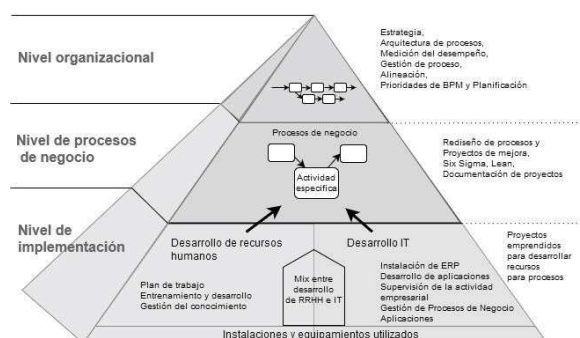 Nivel organizacional
Estrategia,
Arquitectura de procesos,
Medición del desempeño,
Gestión de proceso,
Alineación,
Prioridades de BPM y Planificación
Nivel de procesos
de negocio
Procesos de negocio
Actividad
específica
Rediseño de procesos y
Proyectos de mejora,
Six Sigma, Lean,
Documentación de proyectos
Nivel de
implementación
Desarrollo de recursos
humanos
Desarrollo IT
Proyectos
emprendidos
para desarrollar
recursos
para procesos
Plan de trabajo
Entrenamiento y desarrollo
Gestión del conocimiento
Mix entre
desarrollo
de RRHH e IT
Instalación de ERP
Desarrollo de aplicaciones
Supervisión de la actividad
empresarial
Gestión de Procesos de Negocio
Aplicaciones
Instalaciones y equipamientos utilizados